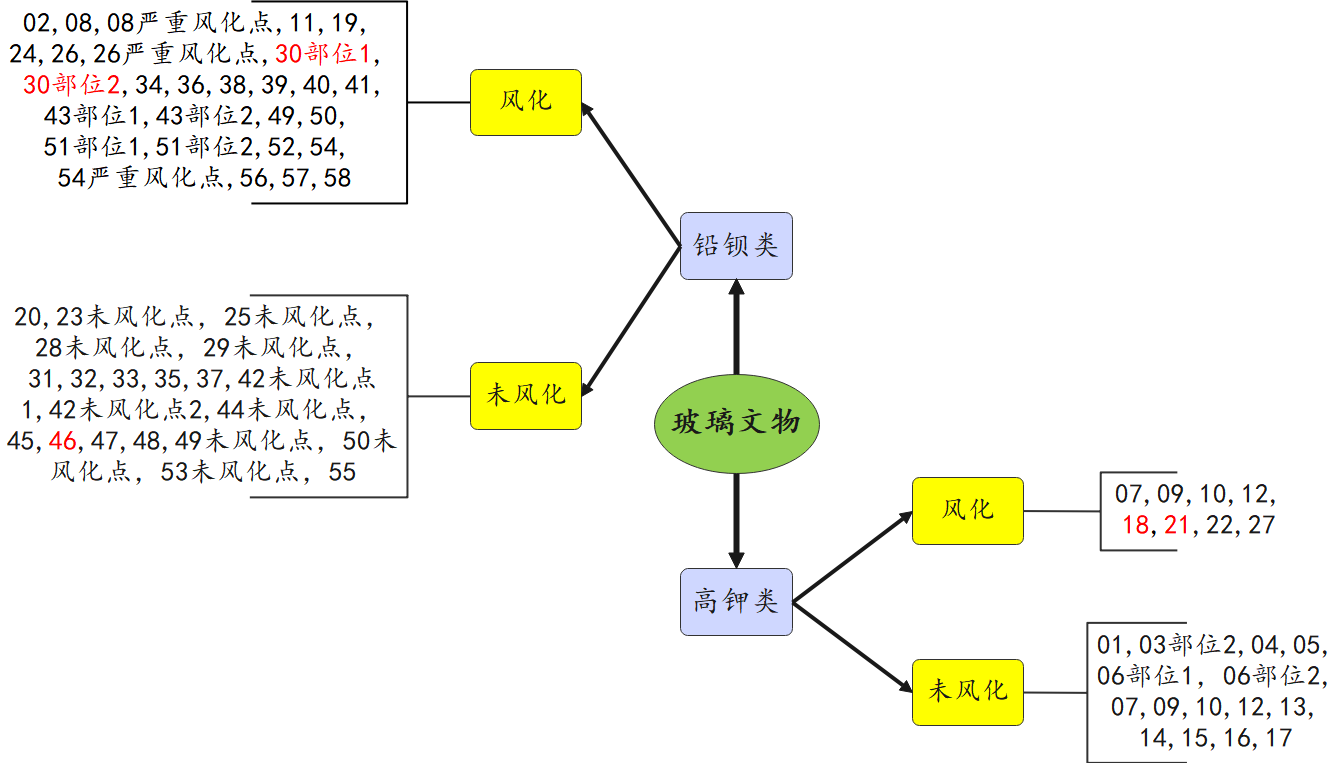 02,08,08严重风化点,11,19,
24,26,26严重风化点,30部位1,
30部位2,34,36,38,39,40,41,
43部位1,43部位2,49,50,
51部位1,51部位2,52,54,
54严重风化点,56,57,58
风化
铅钡类
20,23未风化点，25未风化点，
28未风化点，29未风化点，
31,32,33,35,37,42未风化点
1,42未风化点2,44未风化点，
45,46,47,48,49未风化点，50未
风化点，53未风化点，55
未风化
玻璃文物
高钾类
风化
07,09,10,12,
18,21,22,27
未风化
01,03部位2,04,05,
06部位1，06部位2,
07,09,10,12,13,
14,15,16,17